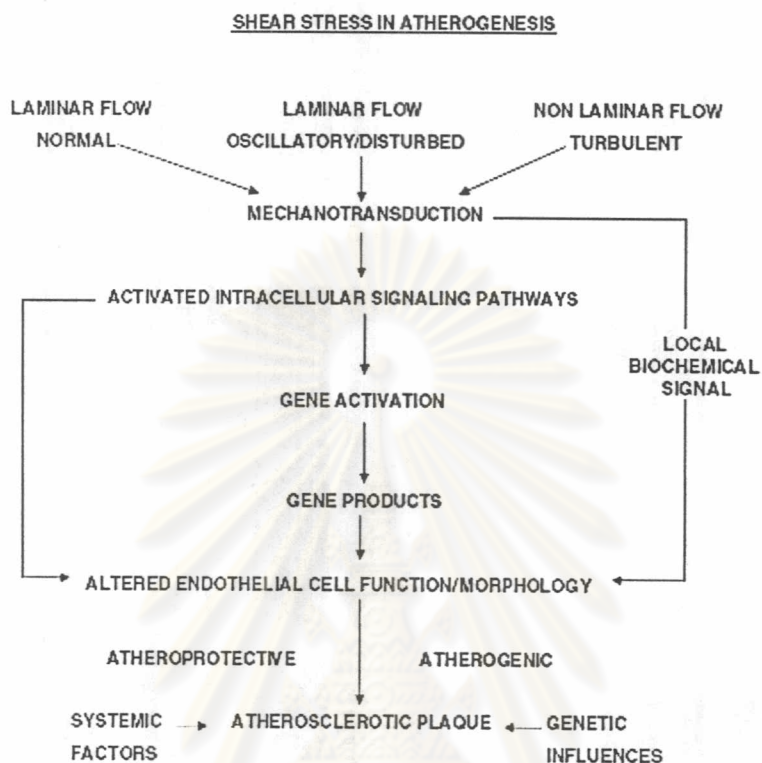 SHEAR STRESS IN ATHEROGENESIS
LAMINAR FLOW
NORMAL
LAMINAR FLOW
OSCILLATORY/DISTURBED
NON LAMINAR FLOW
TURBULENT
MECHANOTRANSDUCTION
ACTIVATED INTRACELLULAR SIGNALING PATHWAYS
LOCAL
BIOCHEMICAL
SIGNAL
GENE ACTIVATION
GENE PRODUCTS
ALTERED ENDOTHELIAL CELL FUNCTION/MORPHOLOGY
ATHEROPROTECTIVE
ATHEROGENIC
SYSTEMIC
FACTORS
ATHEROSCLEROTIC PLAQUE
GENETIC
INFLUENCES